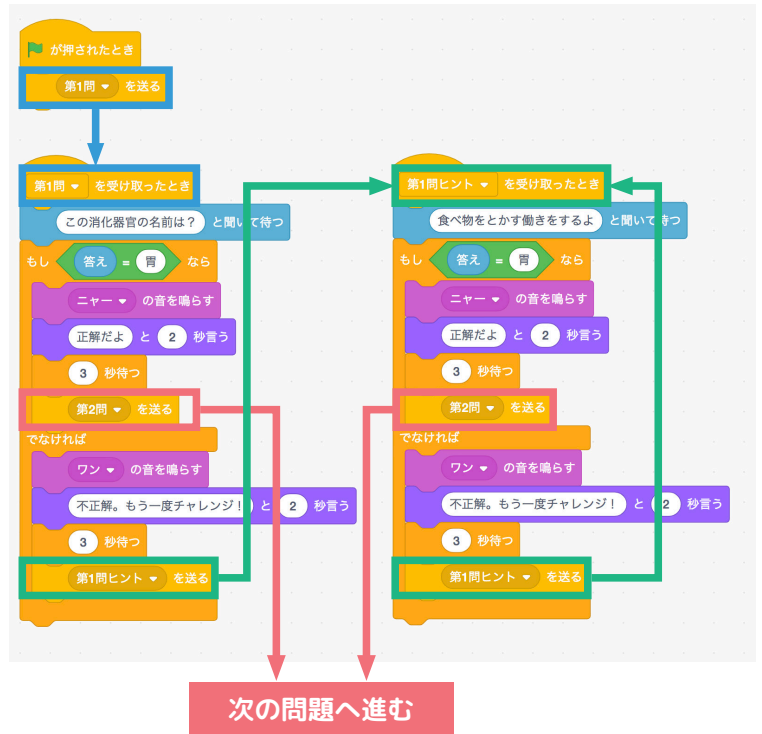 が押されたとき
第1問 を送る
第1問 を受け取ったとき
この消化器官の名前は？ と聞いて待つ
もし 答え = 胃 なら
ニャー の音を鳴らす
正解だよ と 2 秒言う
3 秒待つ
第2問 を送る
でなければ
ワン の音を鳴らす
不正解。もう一度チャレンジ！ と 2 秒言う
3 秒待つ
第1問ヒント を送る
第1問ヒント を受け取ったとき
食べ物をとかす働きをするよ と聞いて待つ
もし 答え = 胃 なら
ニャー の音を鳴らす
正解だよ と 2 秒言う
3 秒待つ
第2問 を送る
でなければ
ワン の音を鳴らす
不正解。もう一度チャレンジ！ と 2 秒言う
3 秒待つ
第1問ヒント を送る
次の問題へ進む